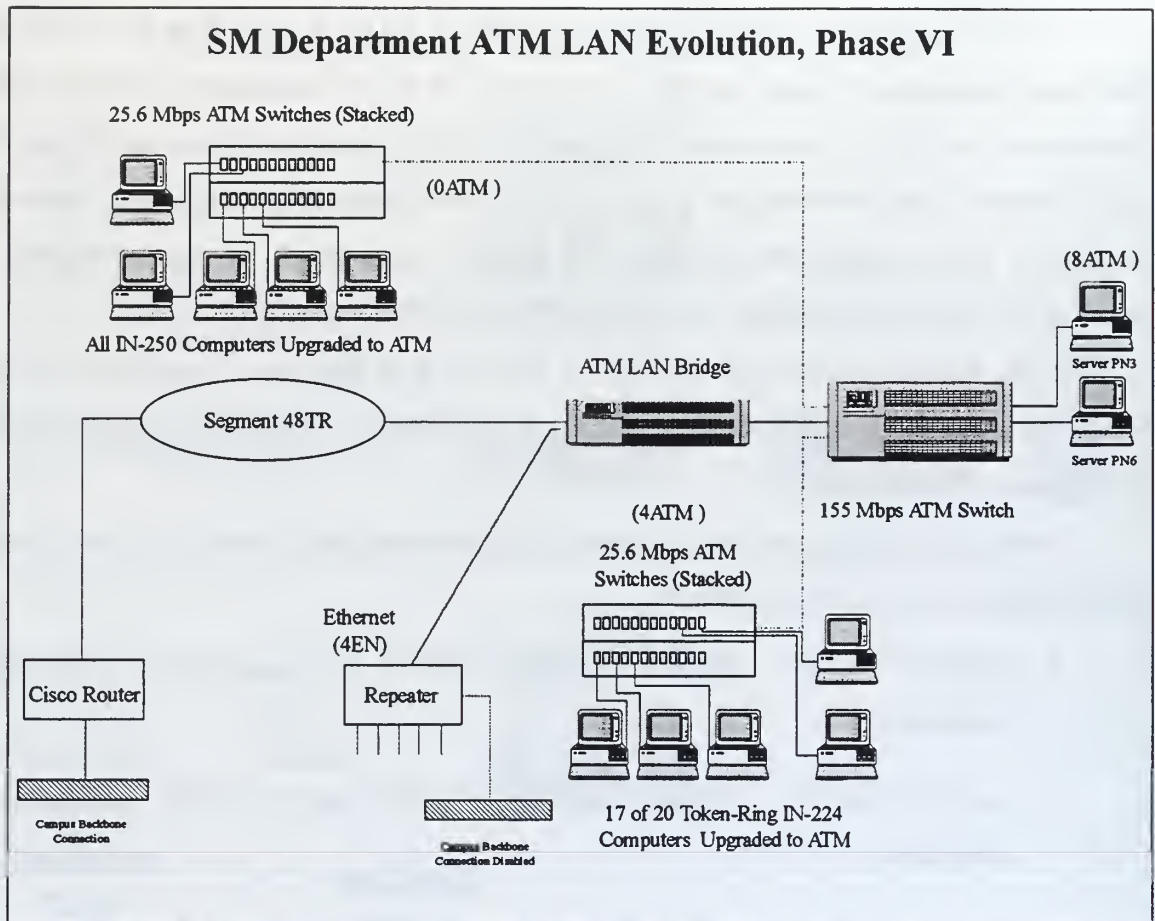 SM Department ATM LAN Evolution, Phase VI
25.6 Mbps ATM Switches (Stacked)
(0ATM )
(8ATM )
Server PN3
Server PN6
All IN-250 Computers Upgraded to ATM
ATM LAN Bridge
Segment 48TR
155 Mbps ATM Switch
(4ATM )
25.6 Mbps ATM
Switches (Stacked)
Ethernet
(4EN)
Cisco Router
Repeater
Campus Backbone
Connection
Campus Backbone
Connection Disabled
17 of 20 Token-Ring IN-224
Computers Upgraded to ATM